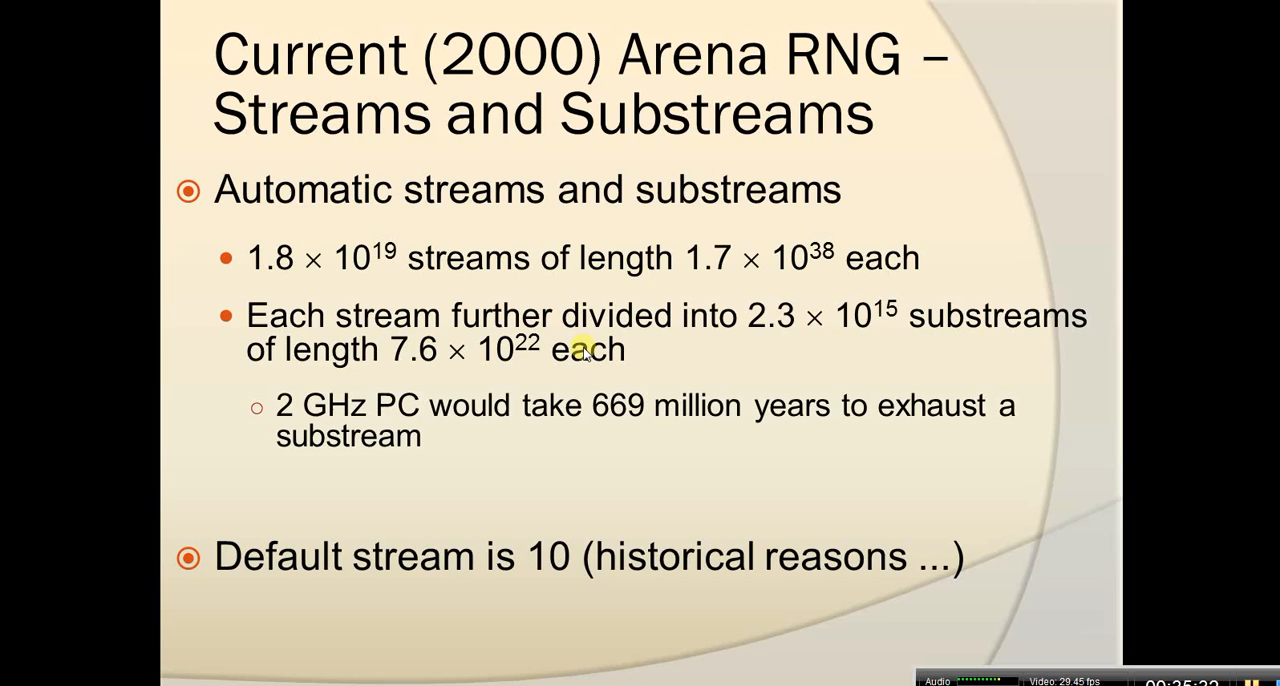 Current (2000) Arena RNG –
Streams and Substreams
Automatic streams and substreams
1.8 × 10¹⁹ streams of length 1.7 × 10³⁸ each
Each stream further divided into 2.3 × 10¹⁵ substreams
of length 7.6 × 10²² each
2 GHz PC would take 669 million years to exhaust a
substream
Default stream is 10 (historical reasons ...)
Audio Video: 29.45 fps